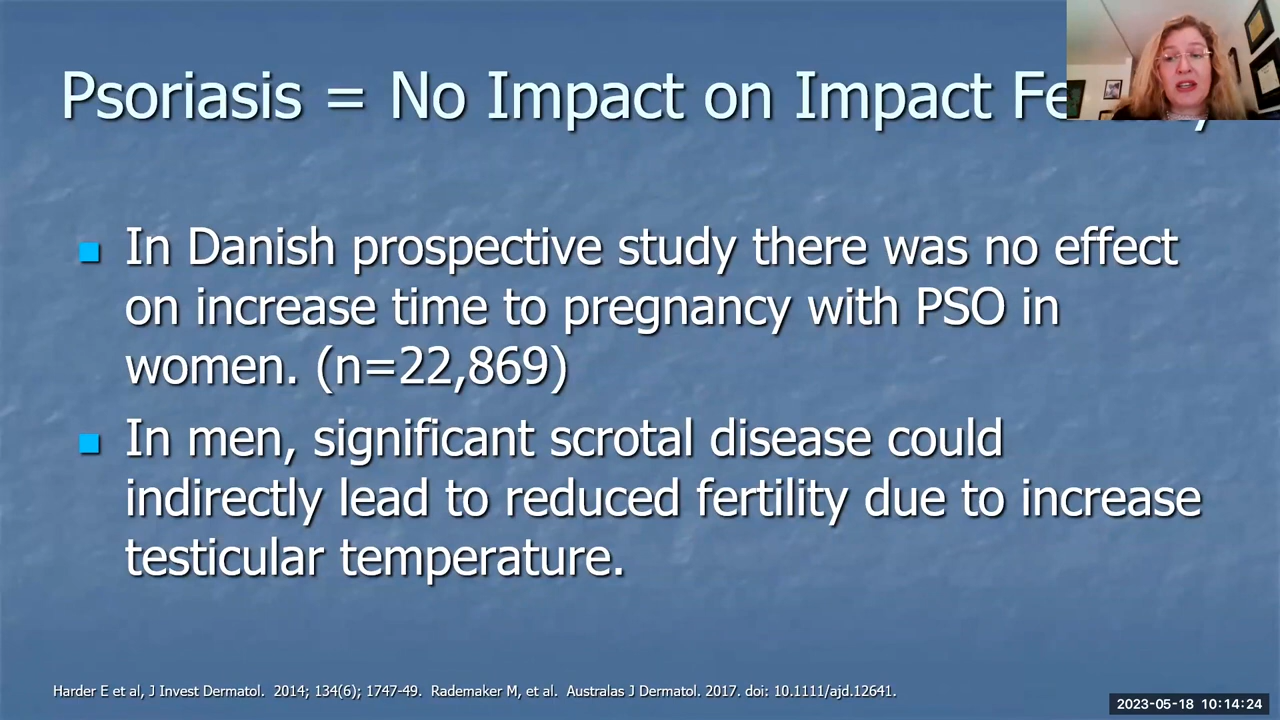 Psoriasis = No Impact on Impact
In Danish prospective study there was no effect
on increase time to pregnancy with PSO in
women. (n=22,869)
In men, significant scrotal disease could
indirectly lead to reduced fertility due to increase
testicular temperature.
Harder E et al, J Invest Dermatol. 2014; 134(6); 1747-49. Rademaker M, et al. Australas J Dermatol. 2017. doi: 10.1111/ajd.12641.
2023-05-18 10:14:24